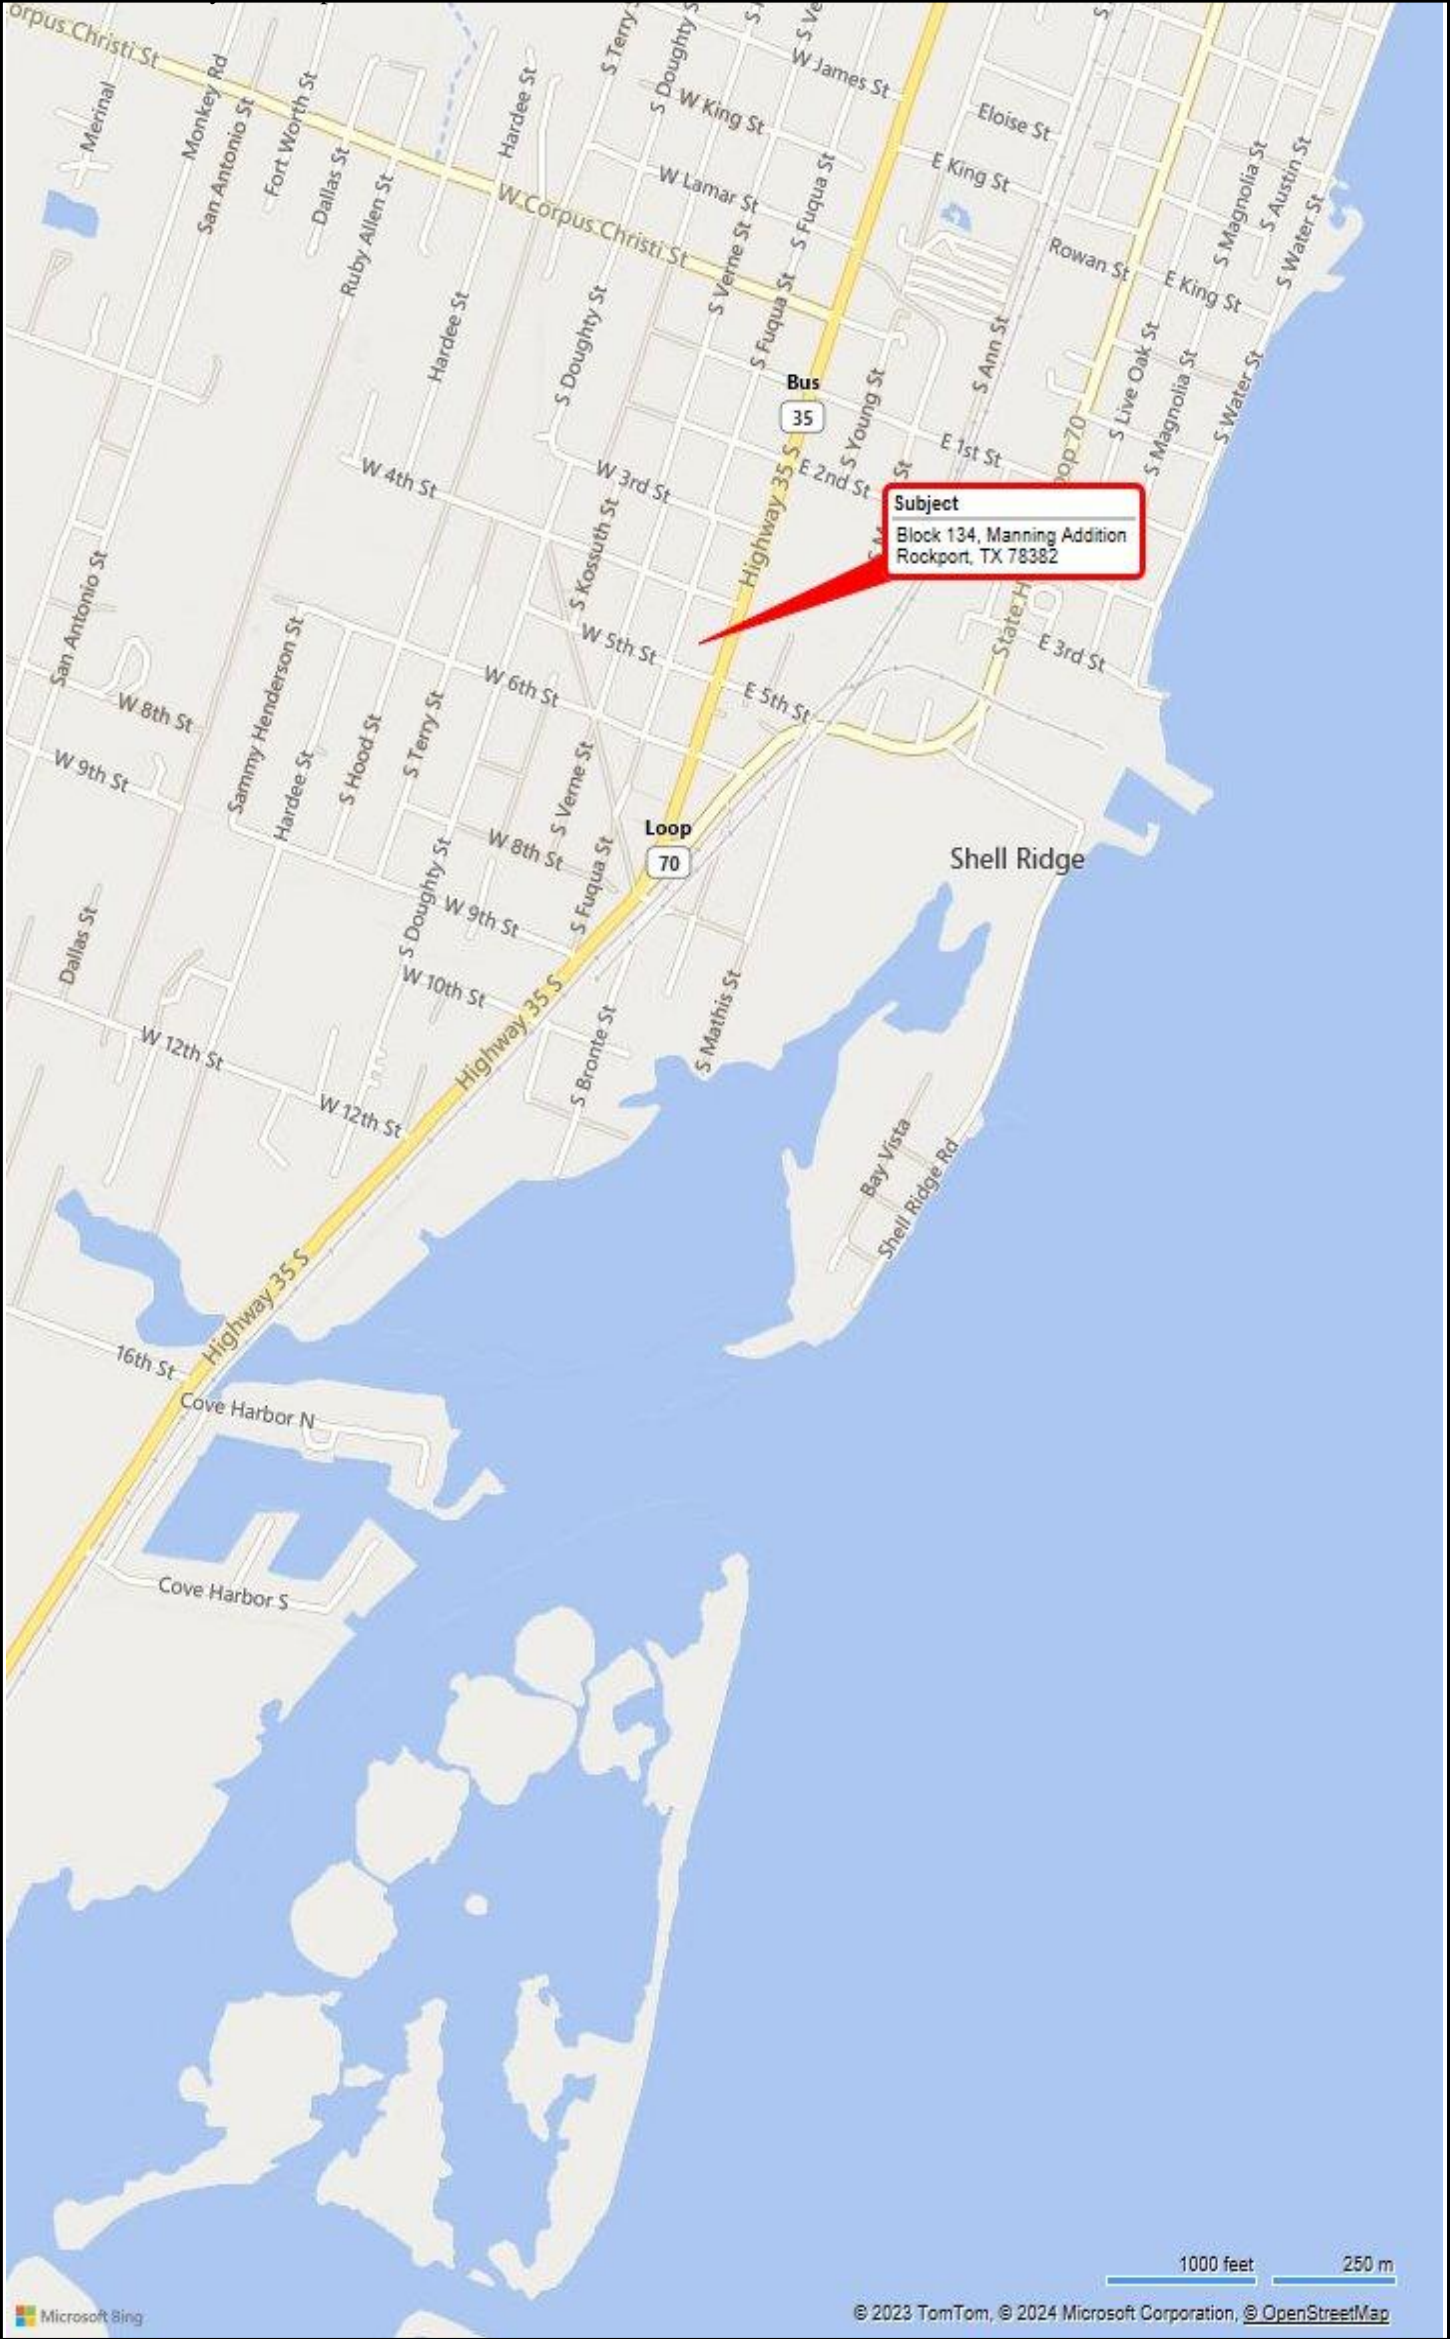 orpus Christi St
Merinal
Monkey Rd
San Antonio St
Fort Worth St
Dallas St
Ruby Allen St
Hardee St
S Terry
S Doughty S
S Ve
W James St
W King St
W Lamar St
W Corpus Christi St
S Verne St
S Fuqua St
S Fuqua St
Eloise St
E King St
Rowan St
E King St
S Magnolia St
S Austin St
S Water St
Hardee St
S Doughty St
S Ann St
S Live Oak St
S Magnolia St
S Water St
Bus
35
S Young St
E 1st St
E 2nd St
oop 70
W 4th St
W 3rd St
S Kossuth St
Highway 35 S
Subject
Block 134, Manning Addition
Rockport, TX 78382
State H
E 3rd St
San Antonio St
W 8th St
W 9th St
Sammy Henderson St
Hardee St
S Hood St
S Terry St
W 5th St
W 6th St
E 5th St
S Verne St
Loop
70
Shell Ridge
W 8th St
S Fuqua St
S Doughty St
W 9th St
Dallas St
W 10th St
Highway 35 S
S Mathis St
S Bronte St
W 12th St
W 12th St
Bay Vista
Shell Ridge Rd
Highway 35 S
16th St
Cove Harbor N
Cove Harbor S
1000 feet
250 m
Microsoft Bing
© 2023 TomTom, © 2024 Microsoft Corporation, © OpenStreetMap